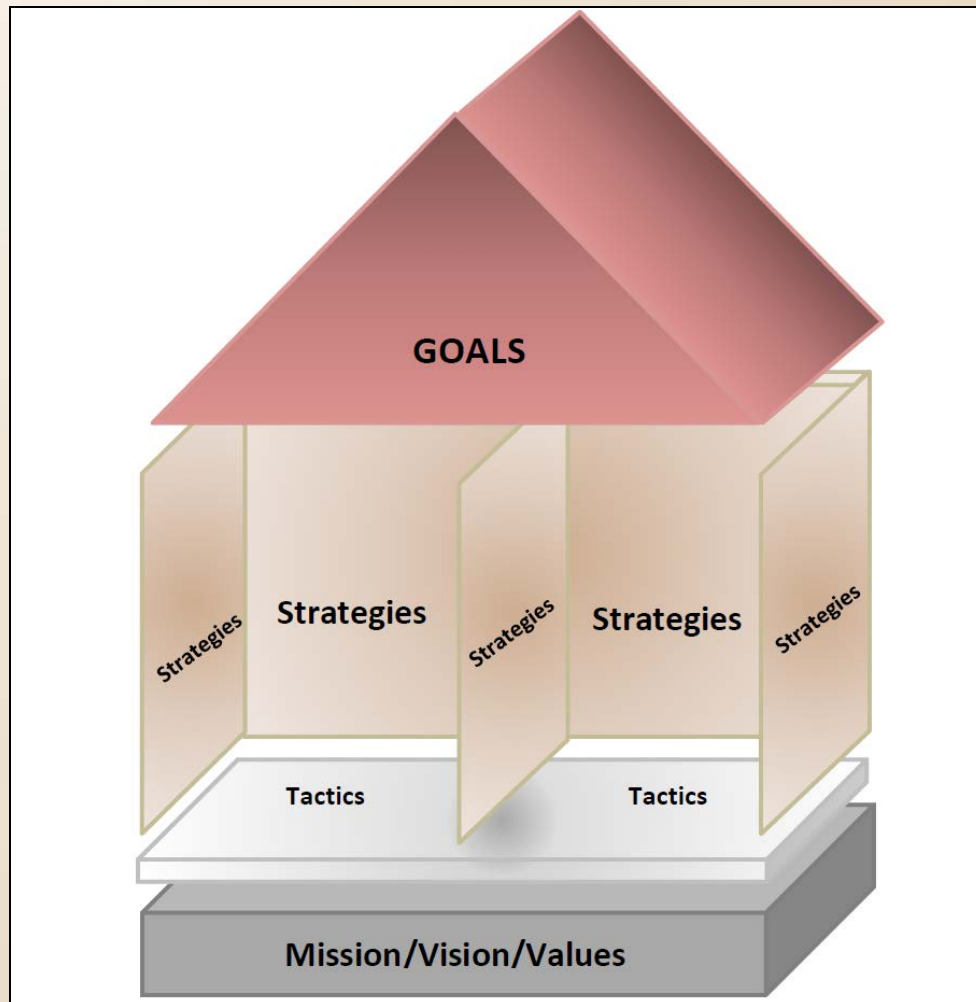 GOALS
Strategies
Strategies
Strategies
Strategies
Strategies
Tactics
Tactics
Mission/Vision/Values